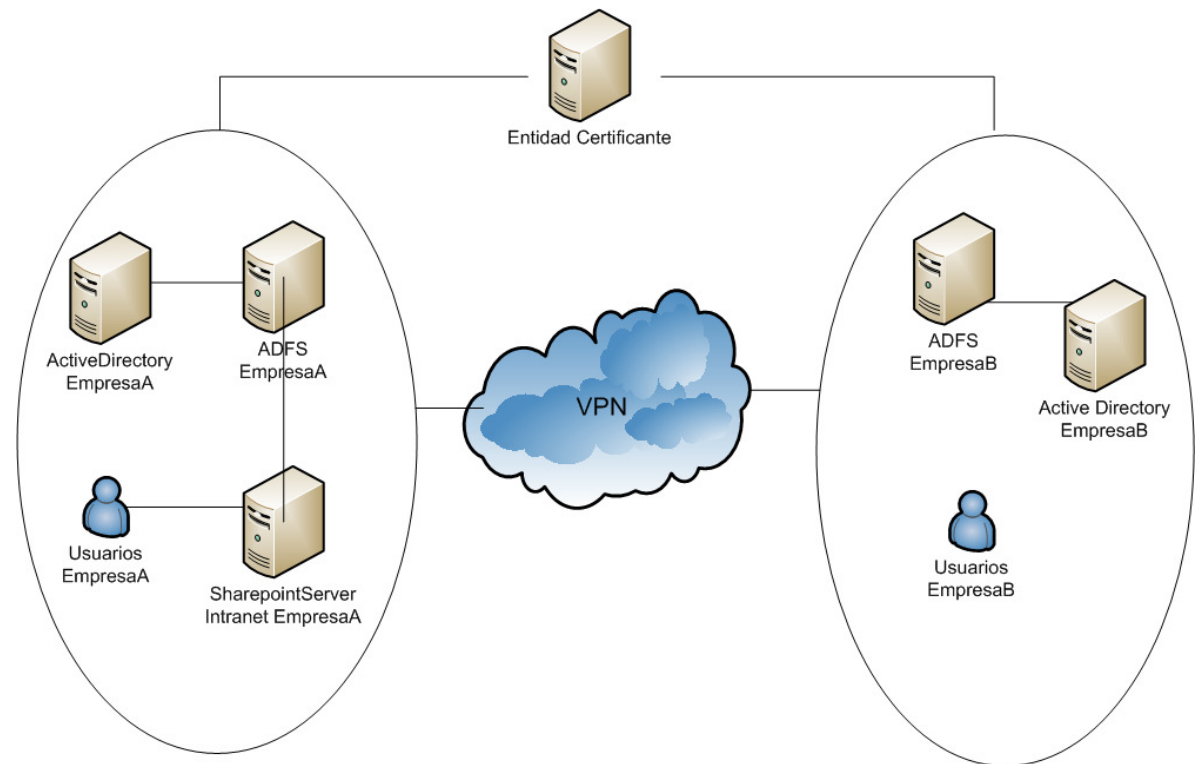 Entidad Certificante
ActiveDirectory
EmpresaA
ADFS
EmpresaA
Usuarios
EmpresaA
SharepointServer
Intranet EmpresaA
VPN
ADFS
EmpresaB
Active Directory
EmpresaB
Usuarios
EmpresaB